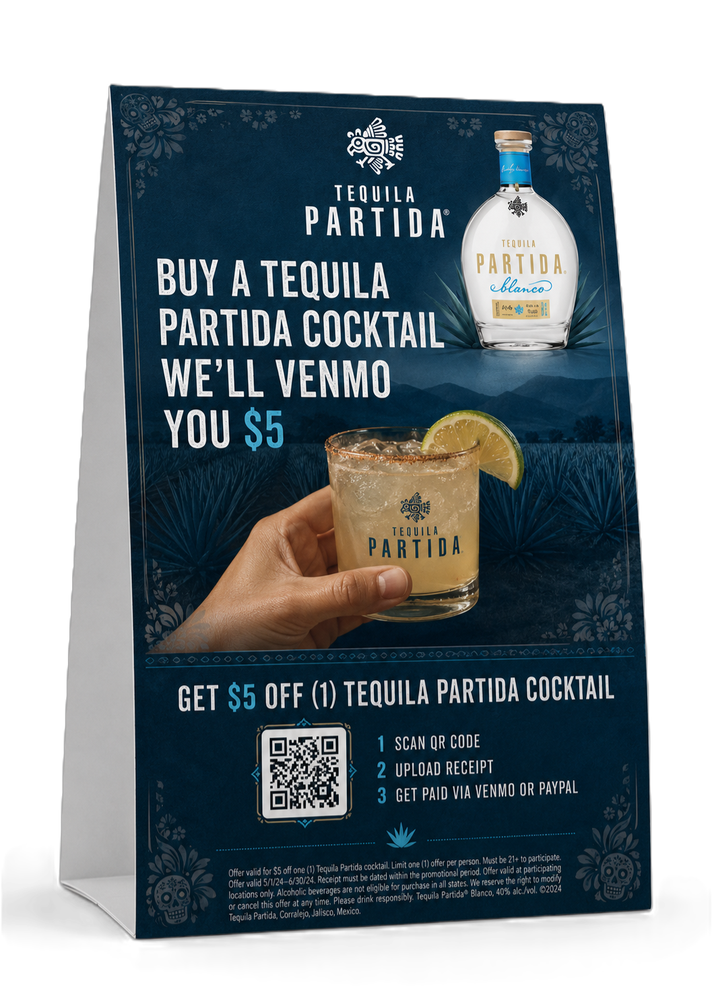 TEQUILA
PARTIDA®
BUY A TEQUILA
PARTIDA COCKTAIL
WE'LL VENMO
YOU $5
TEQUILA
PARTIDA
blanco
TEQUILA
PARTIDA
GET $5 OFF (1) TEQUILA PARTIDA COCKTAIL
1 SCAN QR CODE
2 UPLOAD RECEIPT
3 GET PAID VIA VENMO OR PAYPAL
Offer valid for $5 off one (1) Tequila Partida cocktail. Limit one (1) offer per person. Must be 21+ to participate.
Offer valid 5/1/24–6/30/24. Receipt must be dated within the promotional period. Offer valid at participating
locations only. Alcoholic beverages are not eligible for purchase in all states. We reserve the right to modify
or cancel this offer at any time. Please drink responsibly. Tequila Partida® Blanco, 40% alc./vol. ©2024
Tequila Partida, Corralejo, Jalisco, Mexico.